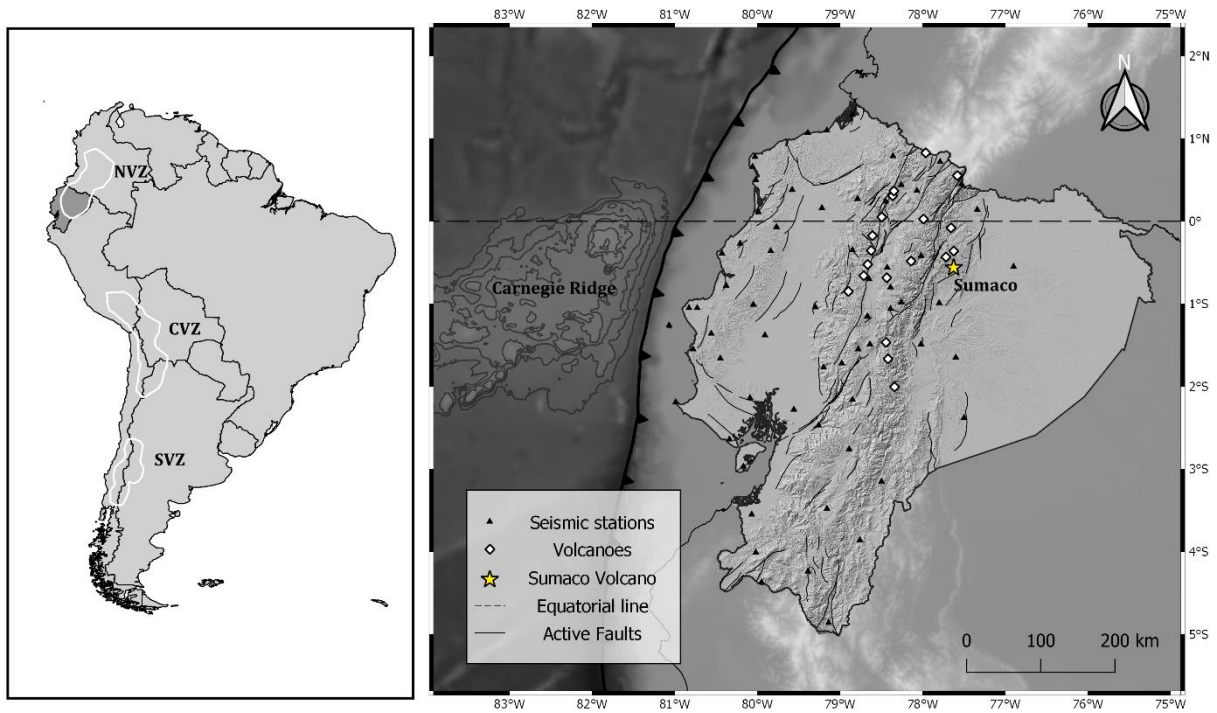 NVZ
CVZ
SVZ
83°W 82°W 81°W 80°W 79°W 78°W 77°W 76°W 75°W
2°N
1°N
0°
1°S
2°S
3°S
4°S
5°S
N
Carnegie Ridge
Sumaco
Seismic stations
Volcanoes
Sumaco Volcano
Equatorial line
Active Faults
0 100 200 km
83°W 82°W 81°W 80°W 79°W 78°W 77°W 76°W 75°W